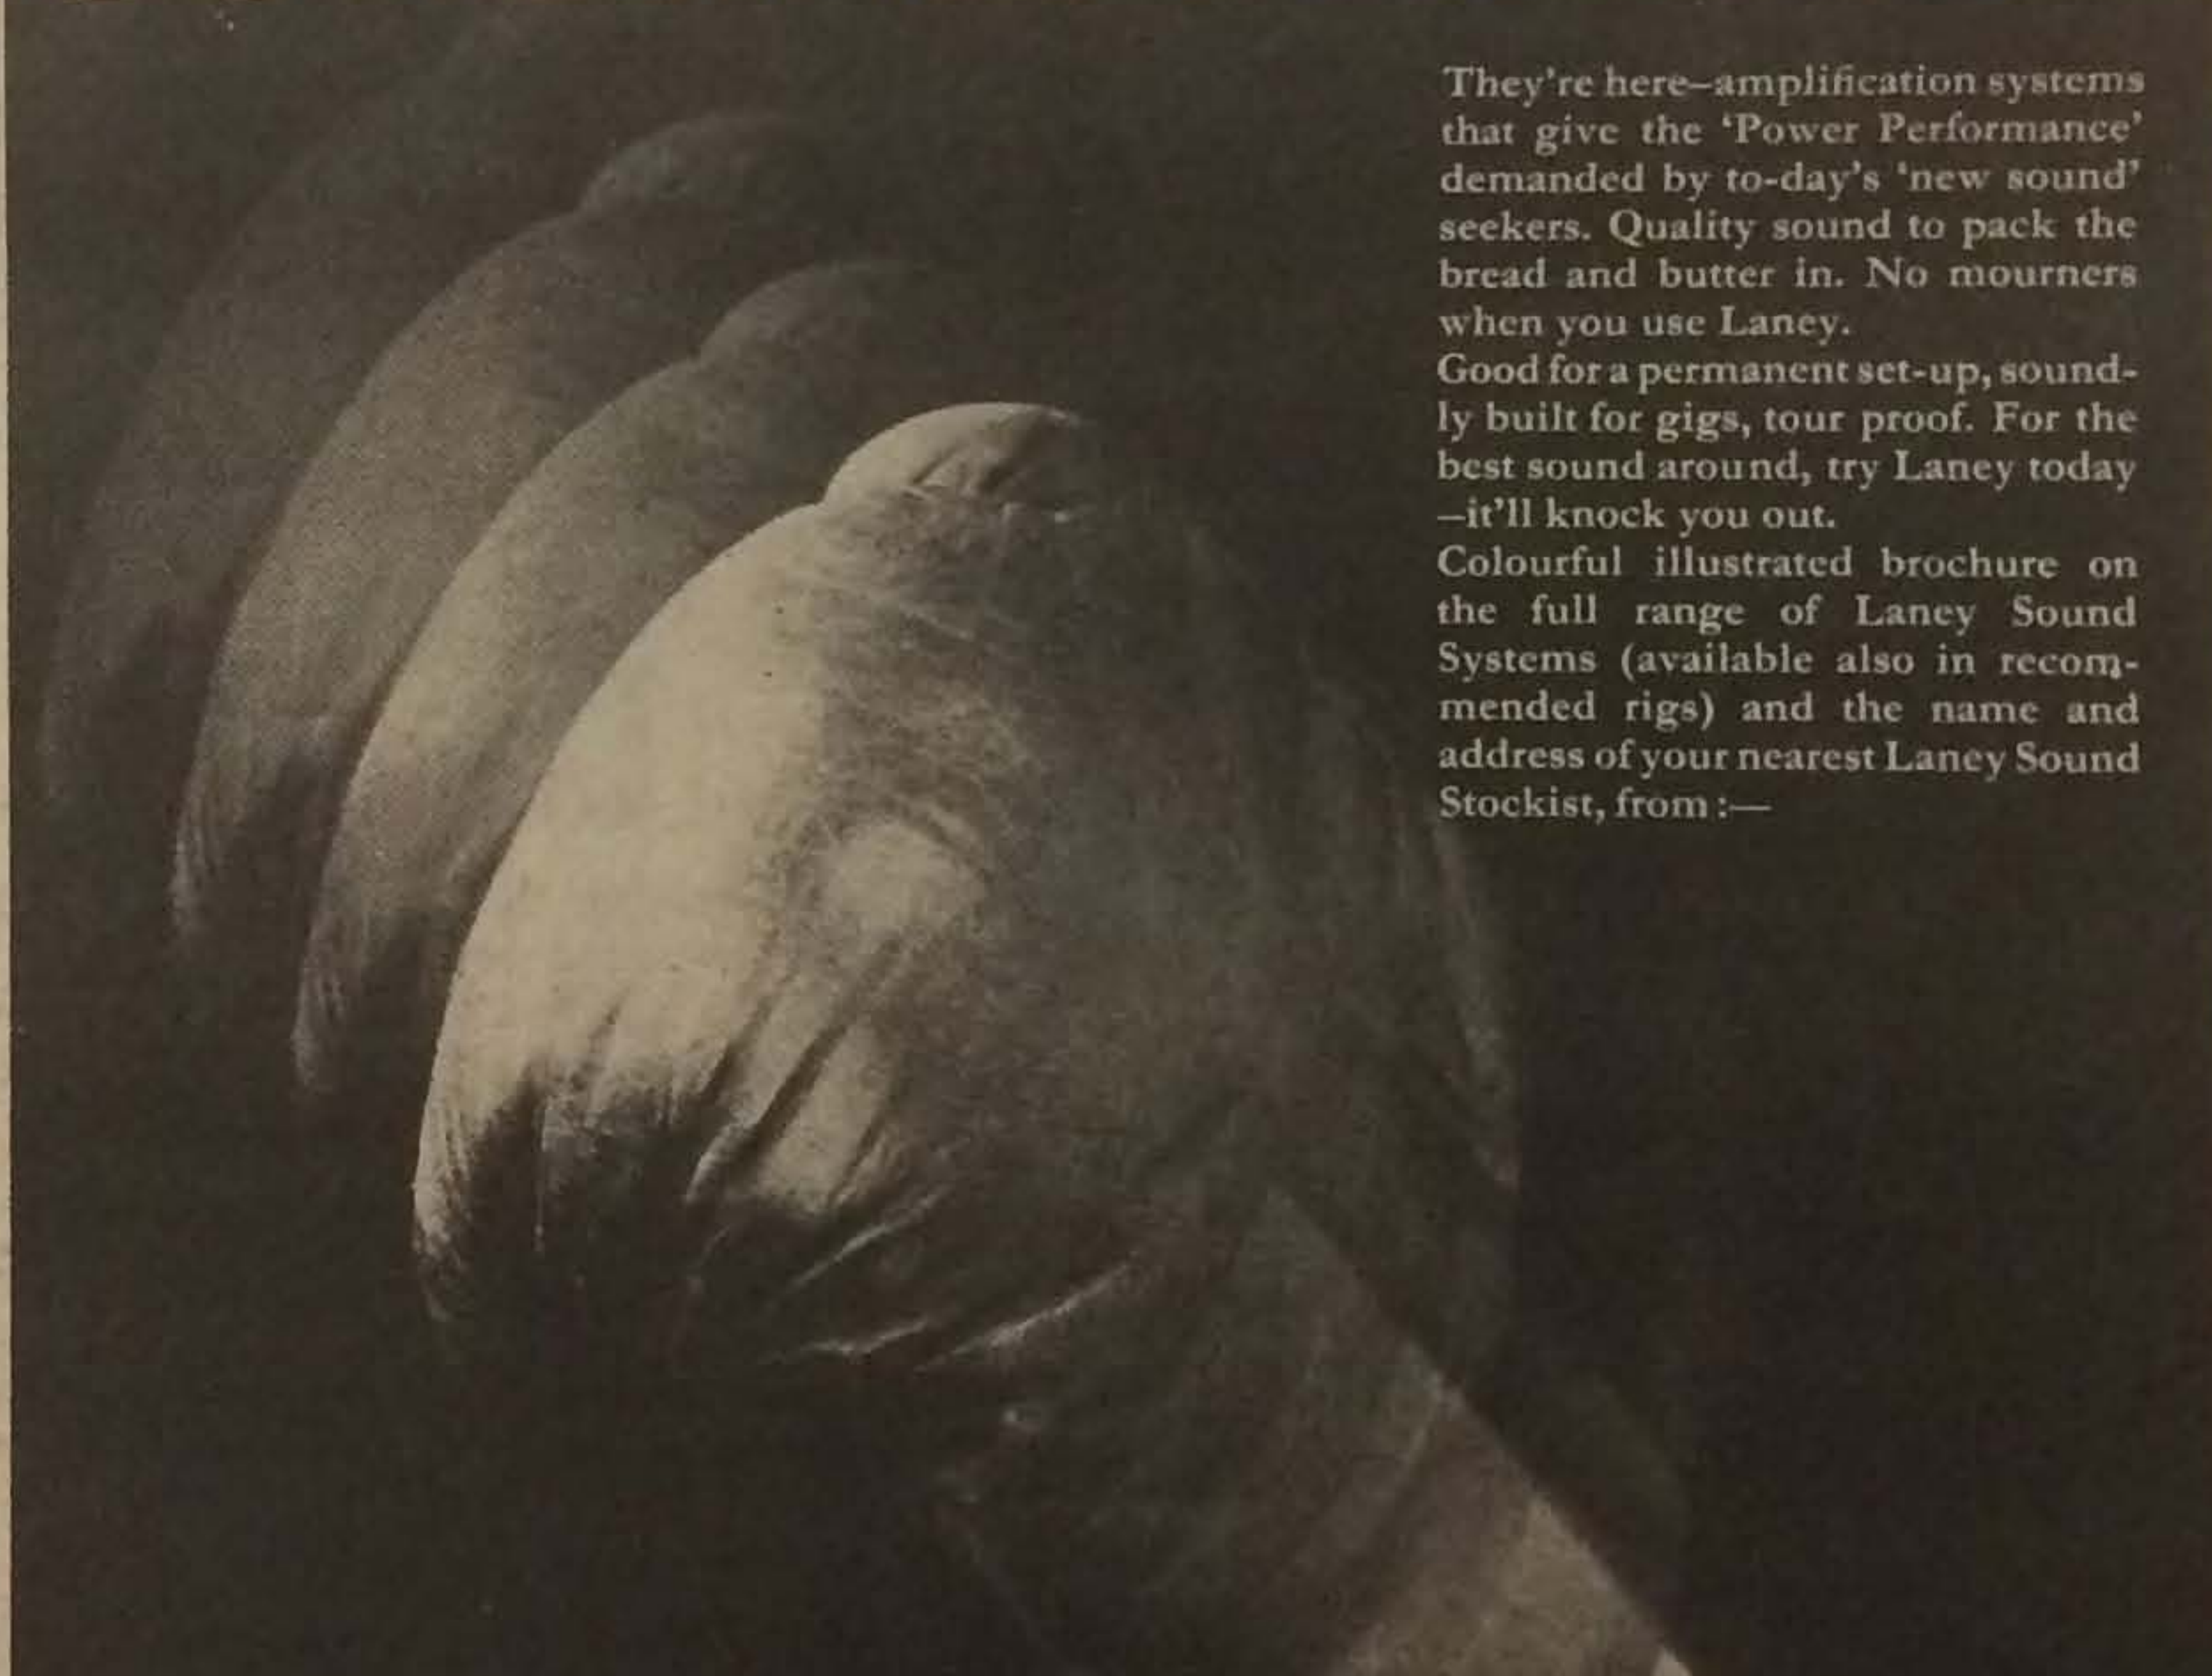 They're here—amplification systems
that give the 'Power Performance'
demanded by to-day's 'new sound'
seekers. Quality sound to pack the
bread and butter in. No mourners
when you use Laney.
Good for a permanent set-up, sound-
ly built for gigs, tour proof. For the
best sound around, try Laney today
—it'll knock you out.
Colourful illustrated brochure on
the full range of Laney Sound
Systems (available also in recom-
mended rigs) and the name and
address of your nearest Laney Sound
Stockist, from :—